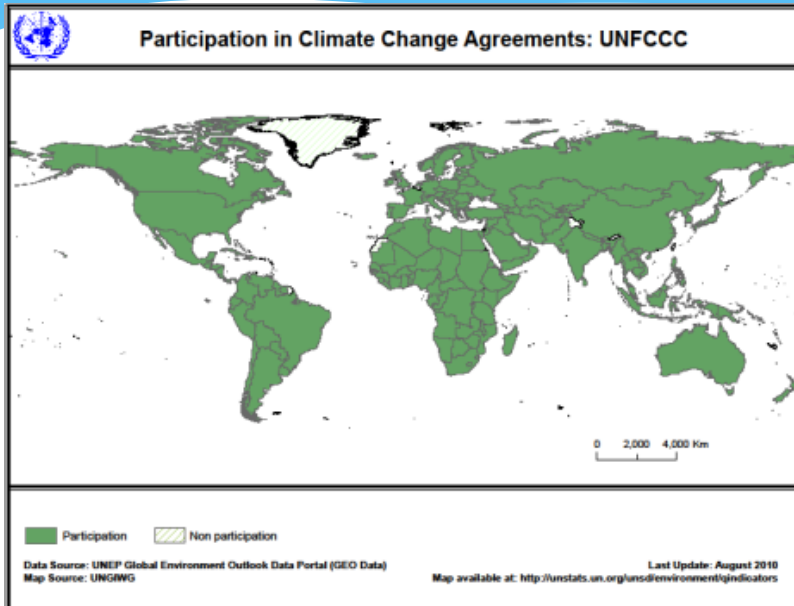 Participation in Climate Change Agreements: UNFCCC
0 2,000 4,000 Km
Participation Non participation
Data Source: UNEP Global Environment Outlook Data Portal (GEO Data)
Map Source: UNGIWG
Last Update: August 2010
Map available at: http://unstats.un.org/unsd/environment/qindicators